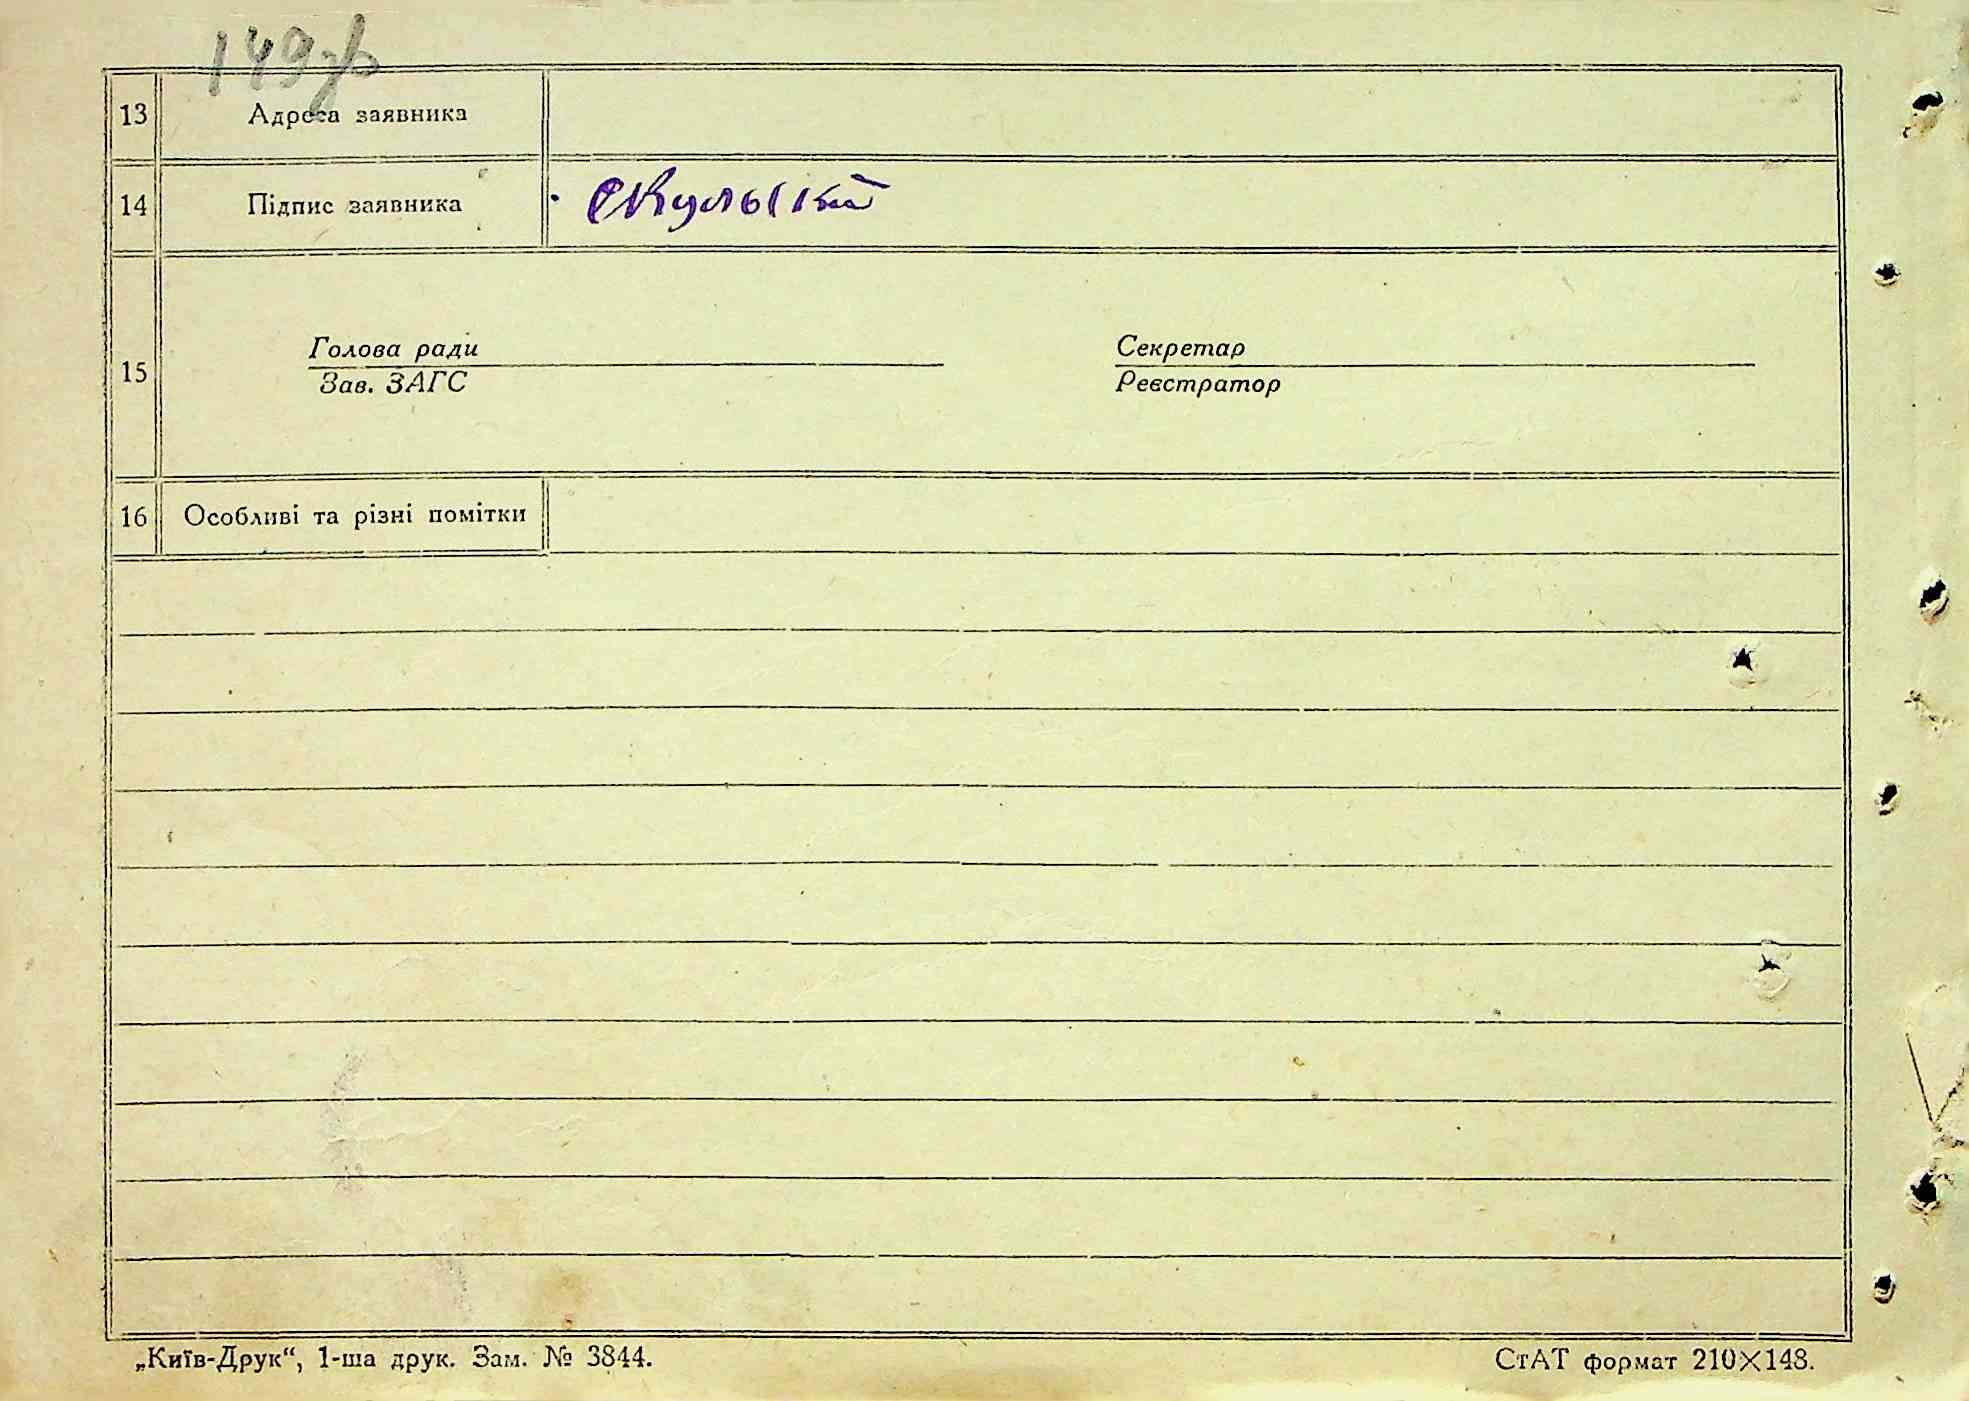 149
13 Адреса заявника
14 Підпис заявника
15
Голова ради
Зав. ЗАГС
Секретар
Реєстратор
16 Особливі та різні помітки
„Київ-Друк“, 1-ша друк. Зам. № 3844.
СтАТ формат 210×148.